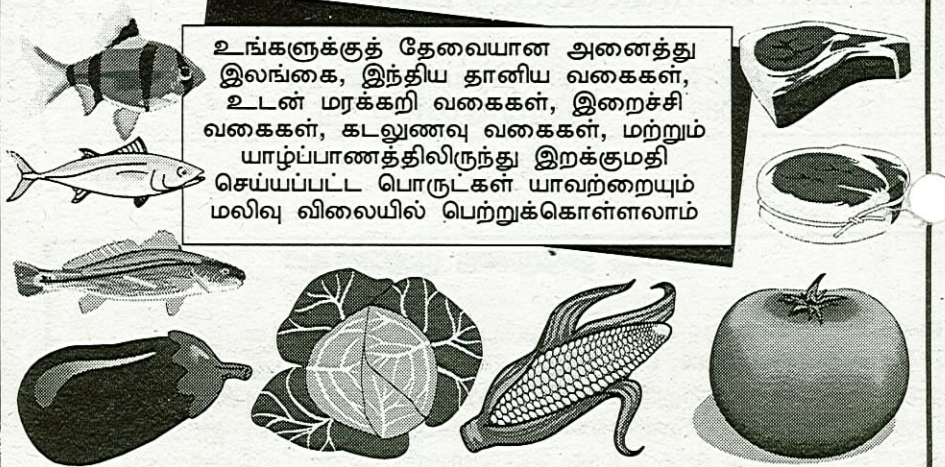 உங்களுக்குத் தேவையான அனைத்து
இலங்கை, இந்திய தானிய வகைகள்,
உடன் மரக்கறி வகைகள், இறைச்சி
வகைகள், கடலுணவு வகைகள், மற்றும்
யாழ்ப்பாணத்திலிருந்து இறக்குமதி
செய்யப்பட்ட பொருட்கள் யாவற்றையும்
மலிவு விலையில் பெற்றுக்கொள்ளலாம்